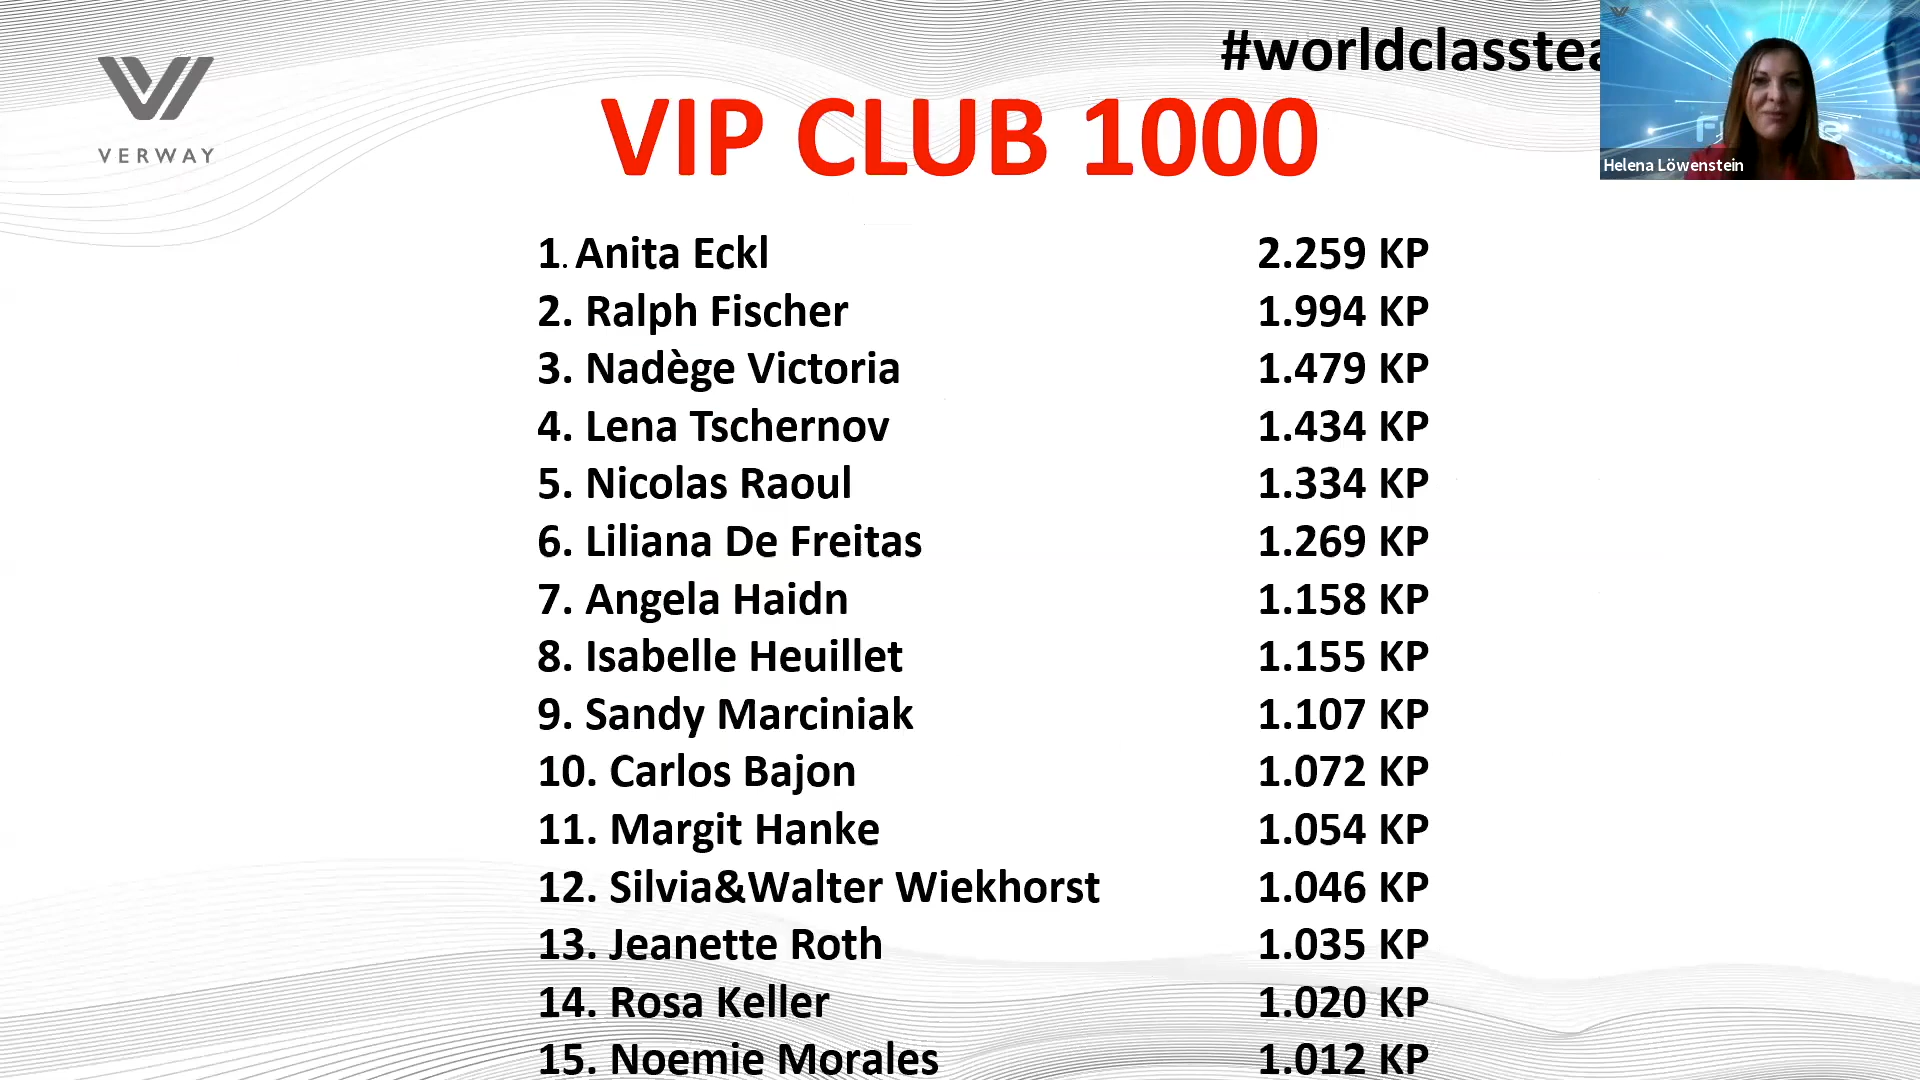 #worldclasstea
VERWAY
VIP CLUB 1000
Helena Löwenstein
1. Anita Eckl 2.259 KP
2. Ralph Fischer 1.994 KP
3. Nadège Victoria 1.479 KP
4. Lena Tschernov 1.434 KP
5. Nicolas Raoul 1.334 KP
6. Liliana De Freitas 1.269 KP
7. Angela Haidn 1.158 KP
8. Isabelle Heuillet 1.155 KP
9. Sandy Marciniak 1.107 KP
10. Carlos Bajon 1.072 KP
11. Margit Hanke 1.054 KP
12. Silvia&Walter Wiekhorst 1.046 KP
13. Jeanette Roth 1.035 KP
14. Rosa Keller 1.020 KP
15. Noemie Morales 1.012 KP